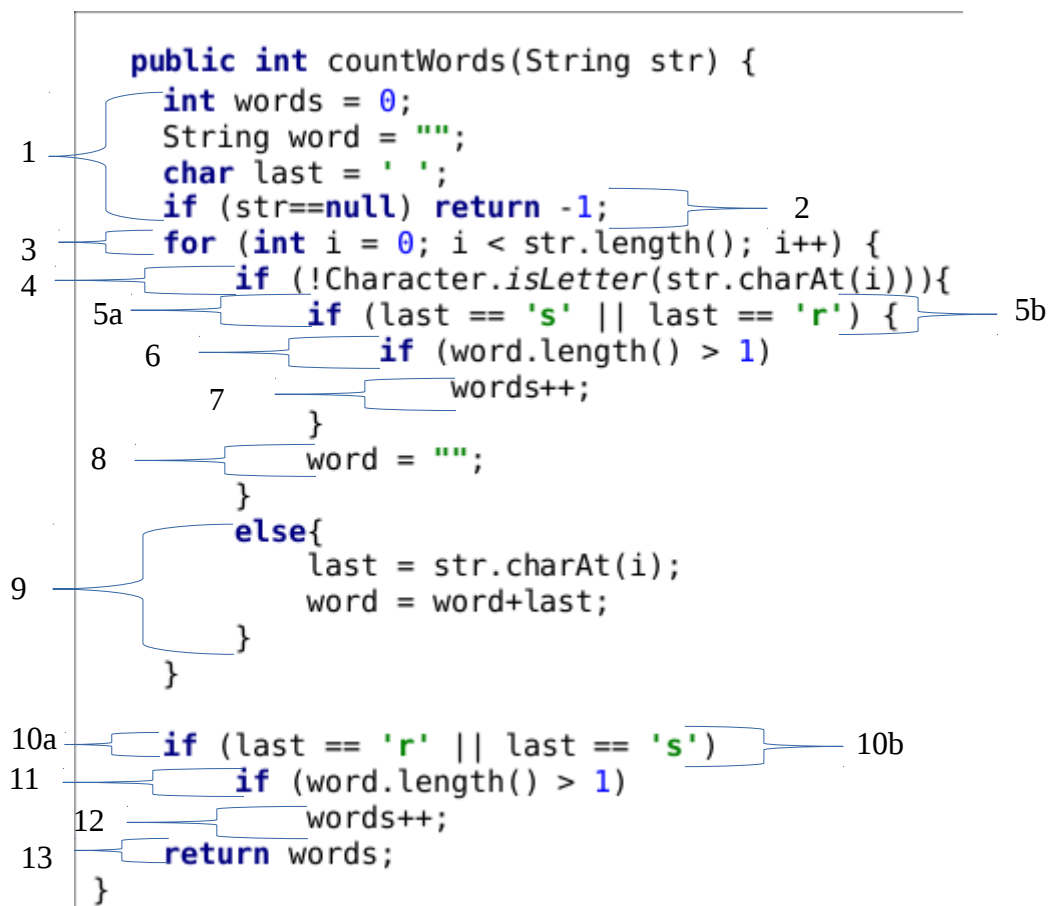 public int countWords(String str) {
int words = 0;
String word = "";
1 char last = ' ';
if (str==null) return -1; 2
3 for (int i = 0; i < str.length(); i++) {
4 if (!Character.isLetter(str.charAt(i))){
5a if (last == 's' || last == 'r') { 5b
6 if (word.length() > 1)
7 words++;
}
8 word = "";
}
else{
last = str.charAt(i);
9 word = word+last;
}
}
10a if (last == 'r' || last == 's') 10b
11 if (word.length() > 1)
12 words++;
13 return words;
}